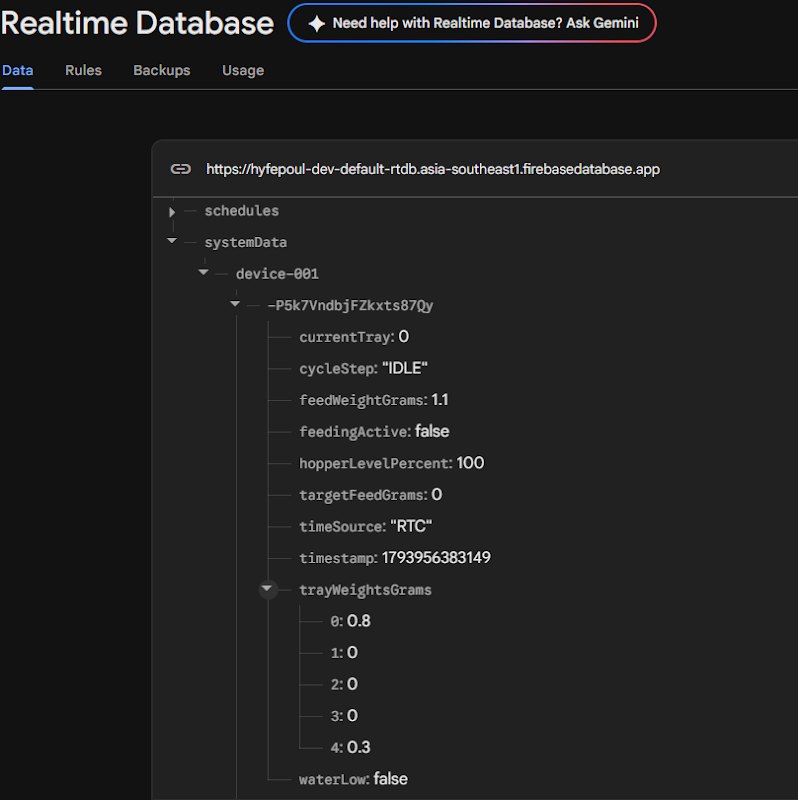 Realtime Database
Need help with Realtime Database? Ask Gemini
Data Rules Backups Usage
https://hyfepoul-dev-default-rtdb.asia-southeast1.firebasedatabase.app
schedules
systemData
device-001
-P5k7VndbjFZkxts87Qy
currentTray: 0
cycleStep: "IDLE"
feedWeightGrams: 1.1
feedingActive: false
hopperLevelPercent: 100
targetFeedGrams: 0
timeSource: "RTC"
timestamp: 1793956383149
trayWeightsGrams
0: 0.8
1: 0
2: 0
3: 0
4: 0.3
waterLow: false